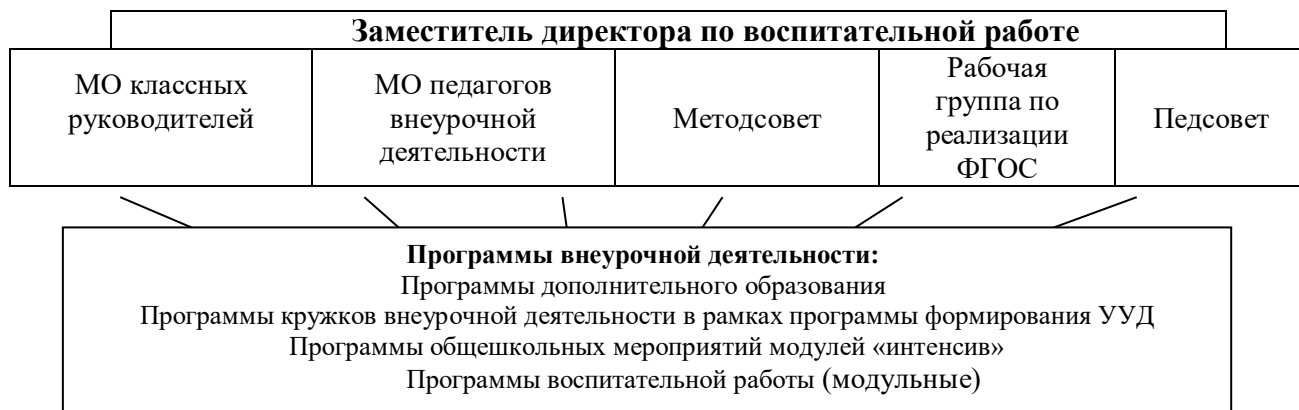 Заместитель директора по воспитательной работе
МО классных
руководителей
МО педагогов
внеурочной
деятельности
Методсовет
Рабочая
группа по
реализации
ФГОС
Педсовет
Программы внеурочной деятельности:
Программы дополнительного образования
Программы кружков внеурочной деятельности в рамках программы формирования УУД
Программы общешкольных мероприятий модулей «интенсив»
Программы воспитательной работы (модульные)